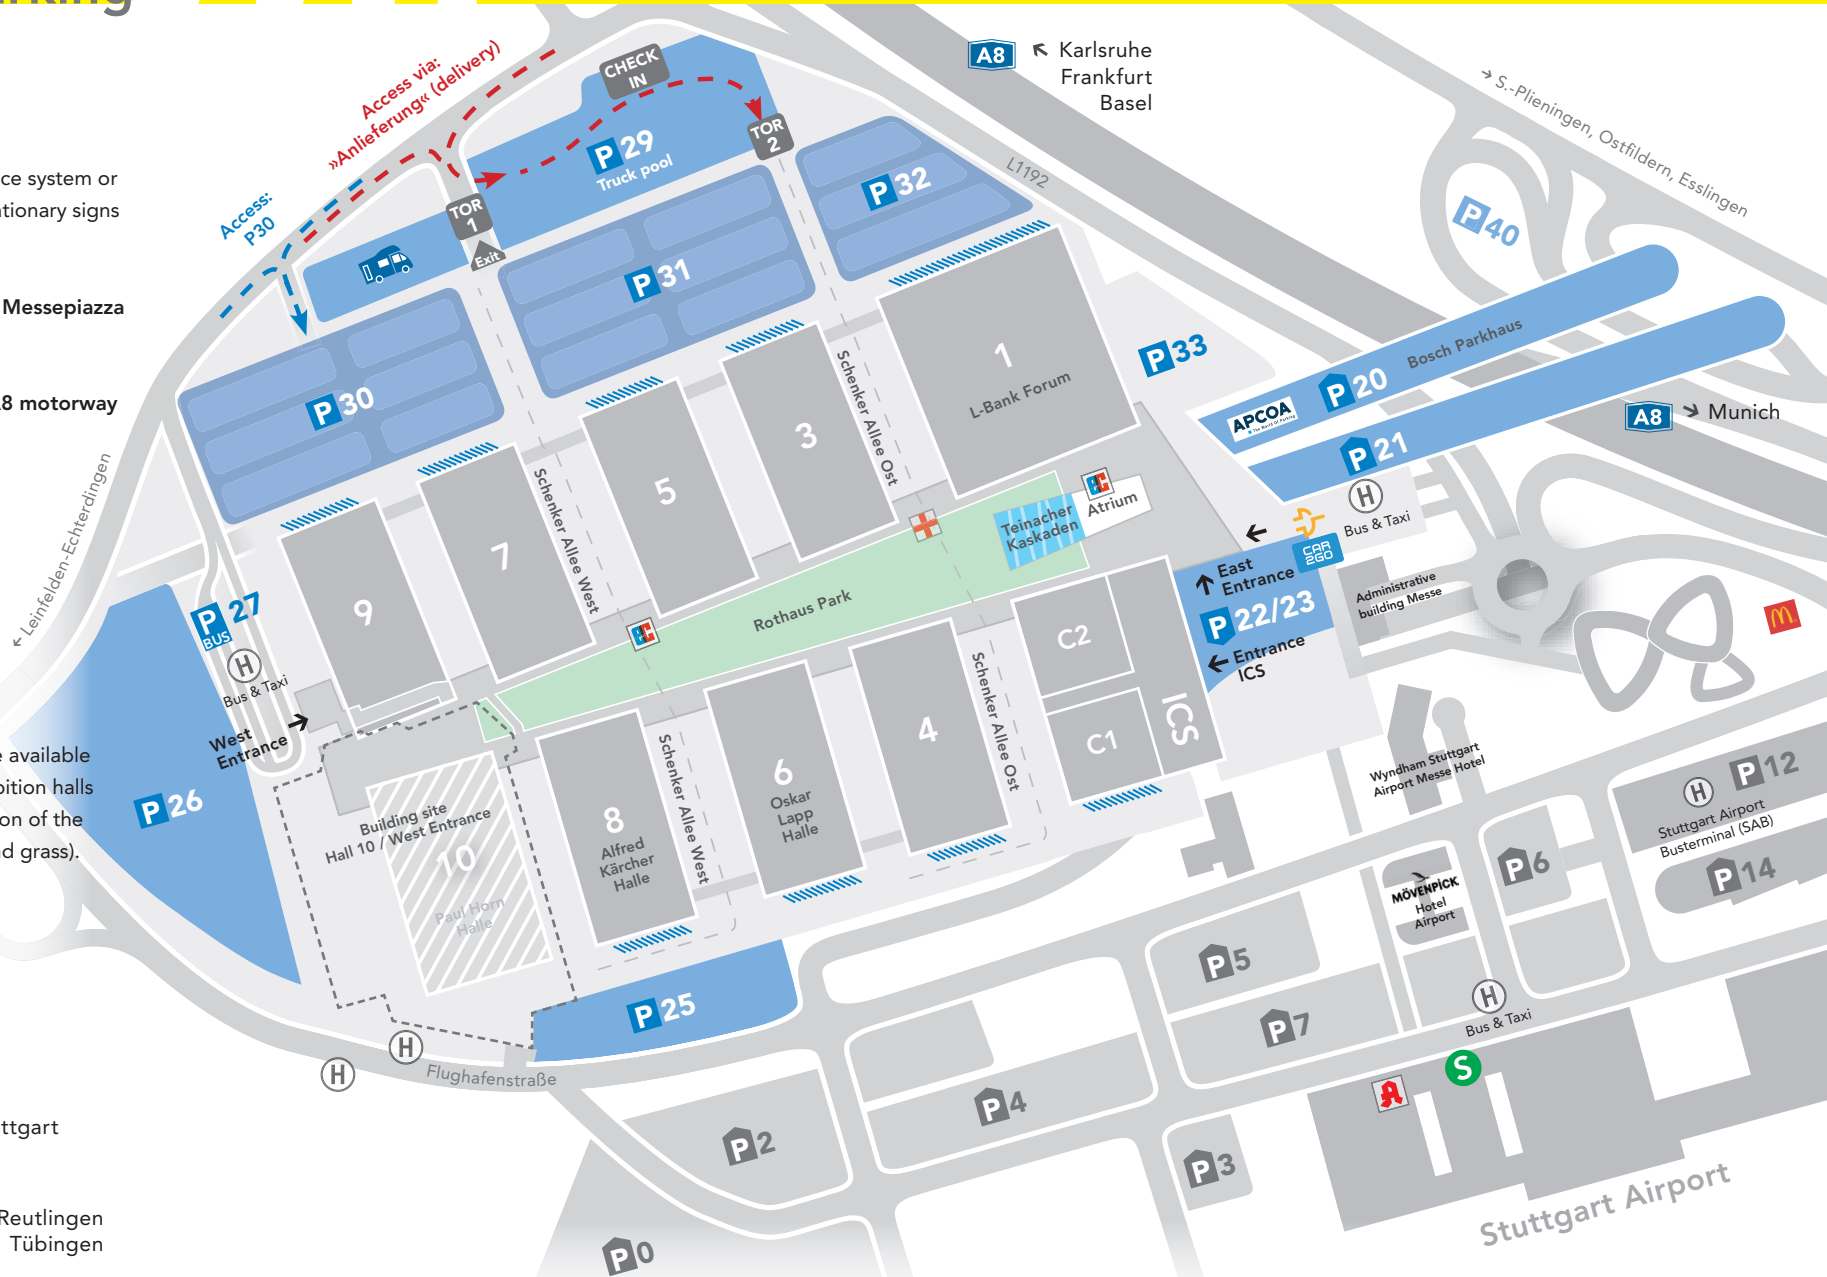 A8
Karlsruhe
Frankfurt
Basel
S.-Plieningen, Ostfildern, Esslingen
L1192
Access via:
»Anlieferung« (delivery)
CHECK
IN
TOR
2
P 29
Truck pool
P 32
Access:
P30
TOR
1
Exit
P 31
P 30
P 40
P 33
Bosch Parkhaus
P 20
APCOA
P 21
A8
Munich
H
Bus & Taxi
CAR
2GO
ce system or
tionary signs
Messepiazza
8 motorway
Leinfelden-Echterdingen
1
L-Bank Forum
Schenker Allee Ost
3
5
Schenker Allee West
7
9
EC
Atrium
Teinacher
Kaskaden
Rothaus Park
EC
East
Entrance
P 22/23
Entrance
ICS
Administrative
building Messe
C2
C1
ICS
P 27
BUS
H
Bus & Taxi
West
Entrance
P 26
e available
bition halls
on of the
d grass).
Building site
Hall 10 / West Entrance
10
Paul Horn
Halle
8
Alfred
Kärcher
Halle
Schenker Allee West
6
Oskar
Lapp
Halle
4
Schenker Allee Ost
Wyndham Stuttgart
Airport Messe Hotel
H
P 12
Stuttgart Airport
Busterminal (SAB)
P 14
P 6
MÖVENPICK
Hotel
Airport
P 5
P 7
H
Bus & Taxi
S
P 25
H
H
Flughafenstraße
P 4
P 2
P 3
P 0
Stuttgart Airport
ttgart
Reutlingen
Tübingen